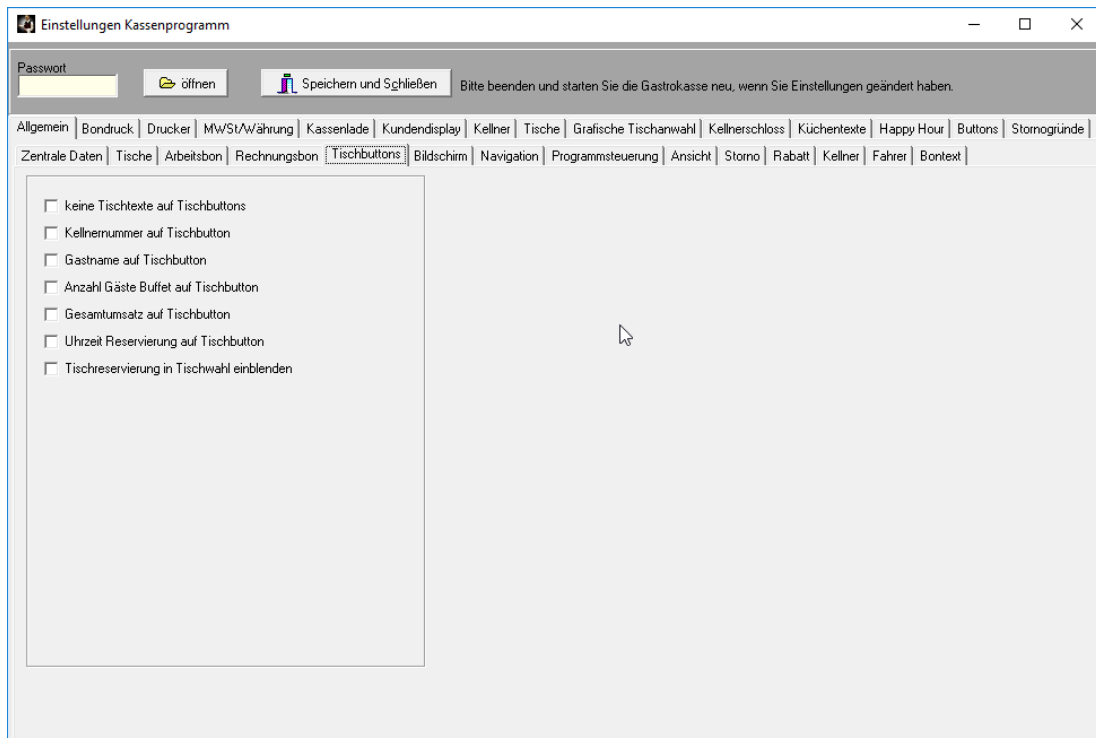 Einstellungen Kassenprogramm
Passwort
öffnen
Speichern und Schließen
Bitte beenden und starten Sie die Gastrokasse neu, wenn Sie Einstellungen geändert haben.
Allgemein Bondruck Drucker MWSt/Währung Kassenlade Kundendisplay Kellner Tische Grafische Tischanwahl Kellnerschloss Küchentexte Happy Hour Buttons Stornogründe
Zentrale Daten Tische Arbeitsbon Rechnungsbon Tischbuttons Bildschirm Navigation Programmsteuerung Ansicht Storno Rabatt Kellner Fahrer Bontext
keine Tischtexte auf Tischbuttons
Kellnernummer auf Tischbutton
Gastname auf Tischbutton
Anzahl Gäste Buffet auf Tischbutton
Gesamtumsatz auf Tischbutton
Uhrzeit Reservierung auf Tischbutton
Tischreservierung in Tischwahl einblenden